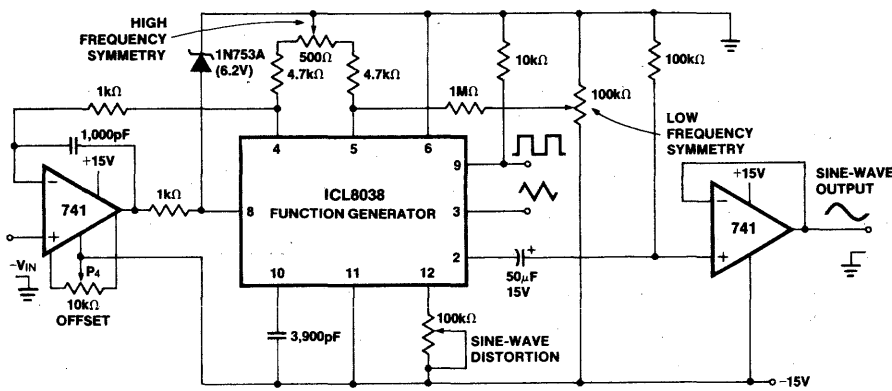 HIGH
FREQUENCY
SYMMETRY
1N753A
(6.2V)
500Ω
4.7kΩ
4.7kΩ
10kΩ
100kΩ
1kΩ
1MΩ
100kΩ
LOW
FREQUENCY
SYMMETRY
1,000pF
+15V
4
5
6
9
–
741
+
1kΩ
8
ICL8038
FUNCTION GENERATOR
3
2
10
11
12
+15V
–
741
+
SINE-WAVE
OUTPUT
–VIN
P4
10kΩ
OFFSET
+
50μF
15V
3,900pF
100kΩ
SINE-WAVE
DISTORTION
–15V